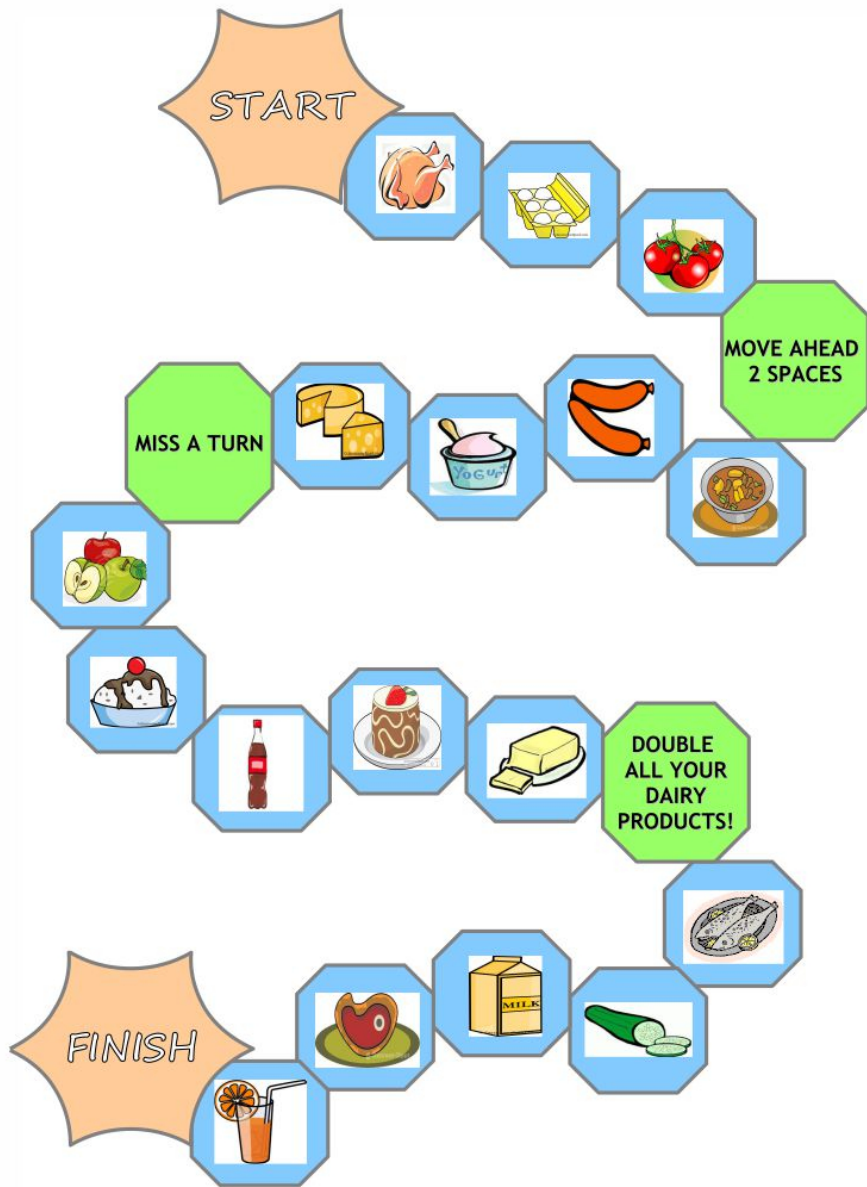 START
MOVE AHEAD
2 SPACES
MISS A TURN
YOGURT
DOUBLE
ALL YOUR
DAIRY
PRODUCTS!
MILK
FINISH